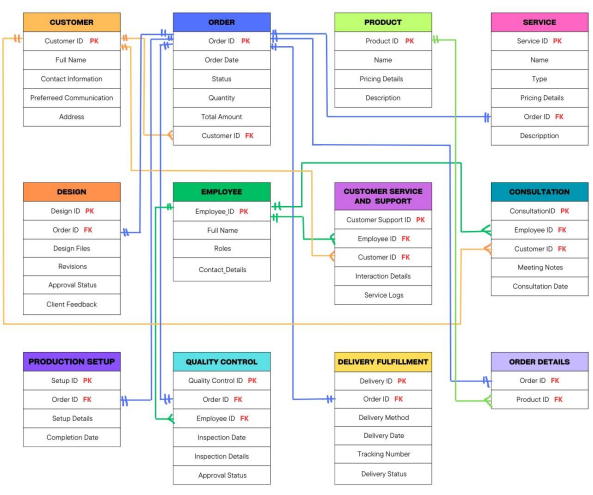 CUSTOMER
Customer ID PK
Full Name
Contact Information
Preferreed Communication
Address
ORDER
Order ID PK
Order Date
Status
Quantity
Total Amount
Customer ID FK
PRODUCT
Product ID PK
Name
Pricing Details
Description
SERVICE
Service ID PK
Name
Type
Pricing Details
Order ID FK
Descripption
DESIGN
Design ID PK
Order ID FK
Design Files
Revisions
Approval Status
Client Feedback
EMPLOYEE
Employee_ID PK
Full Name
Roles
Contact_Details
CUSTOMER SERVICE
AND SUPPORT
Customer Support ID PK
Employee ID FK
Customer ID FK
Interaction Details
Service Logs
CONSULTATION
ConsultationID PK
Employee ID FK
Customer ID FK
Meeting Notes
Consultation Date
PRODUCTION SETUP
Setup ID PK
Order ID FK
Setup Details
Completion Date
QUALITY CONTROL
Quality Control ID PK
Order ID FK
Employee ID FK
Inspection Date
Inspection Details
Approval Status
DELIVERY FULFILLMENT
Delivery ID PK
Order ID FK
Delivery Method
Delivery Date
Tracking Number
Delivery Status
ORDER DETAILS
Order ID FK
Product ID FK